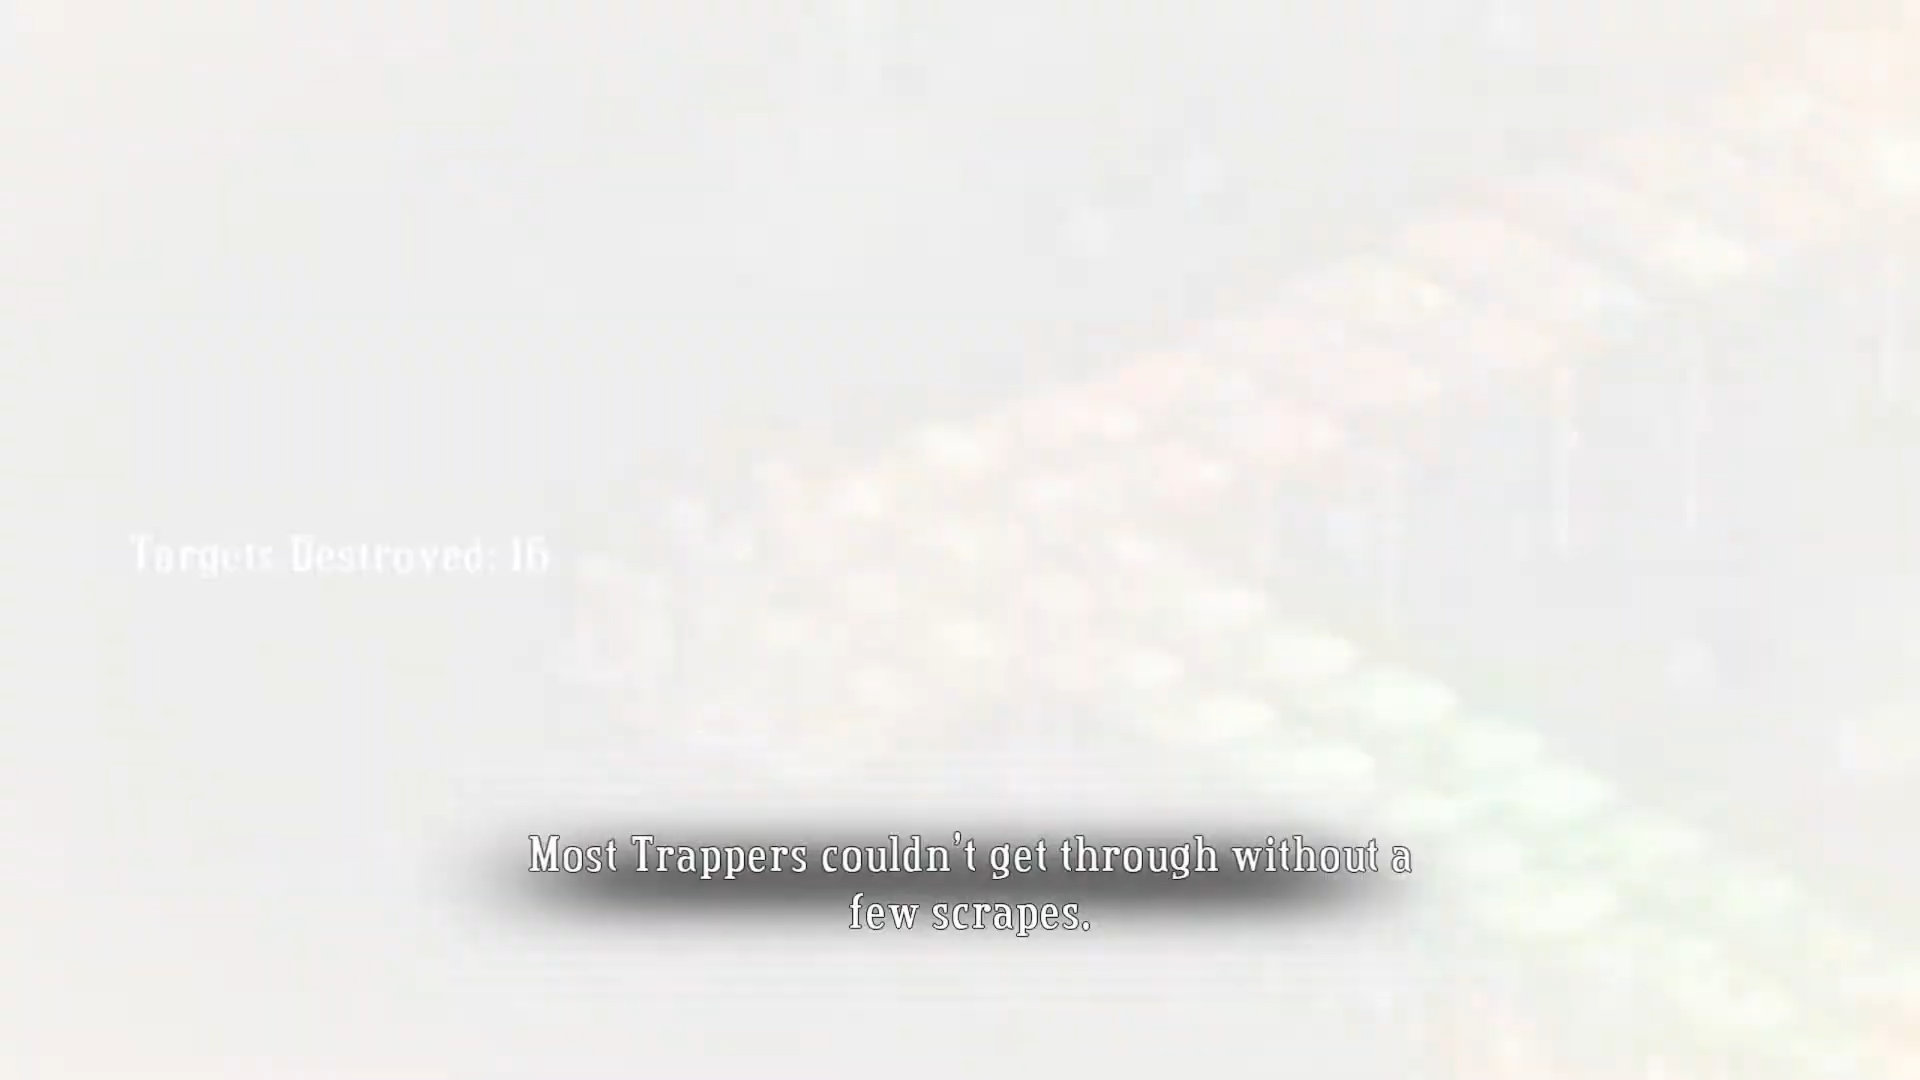 Targets Destroyed: 16
Most Trappers couldn't get through without a
few scrapes.